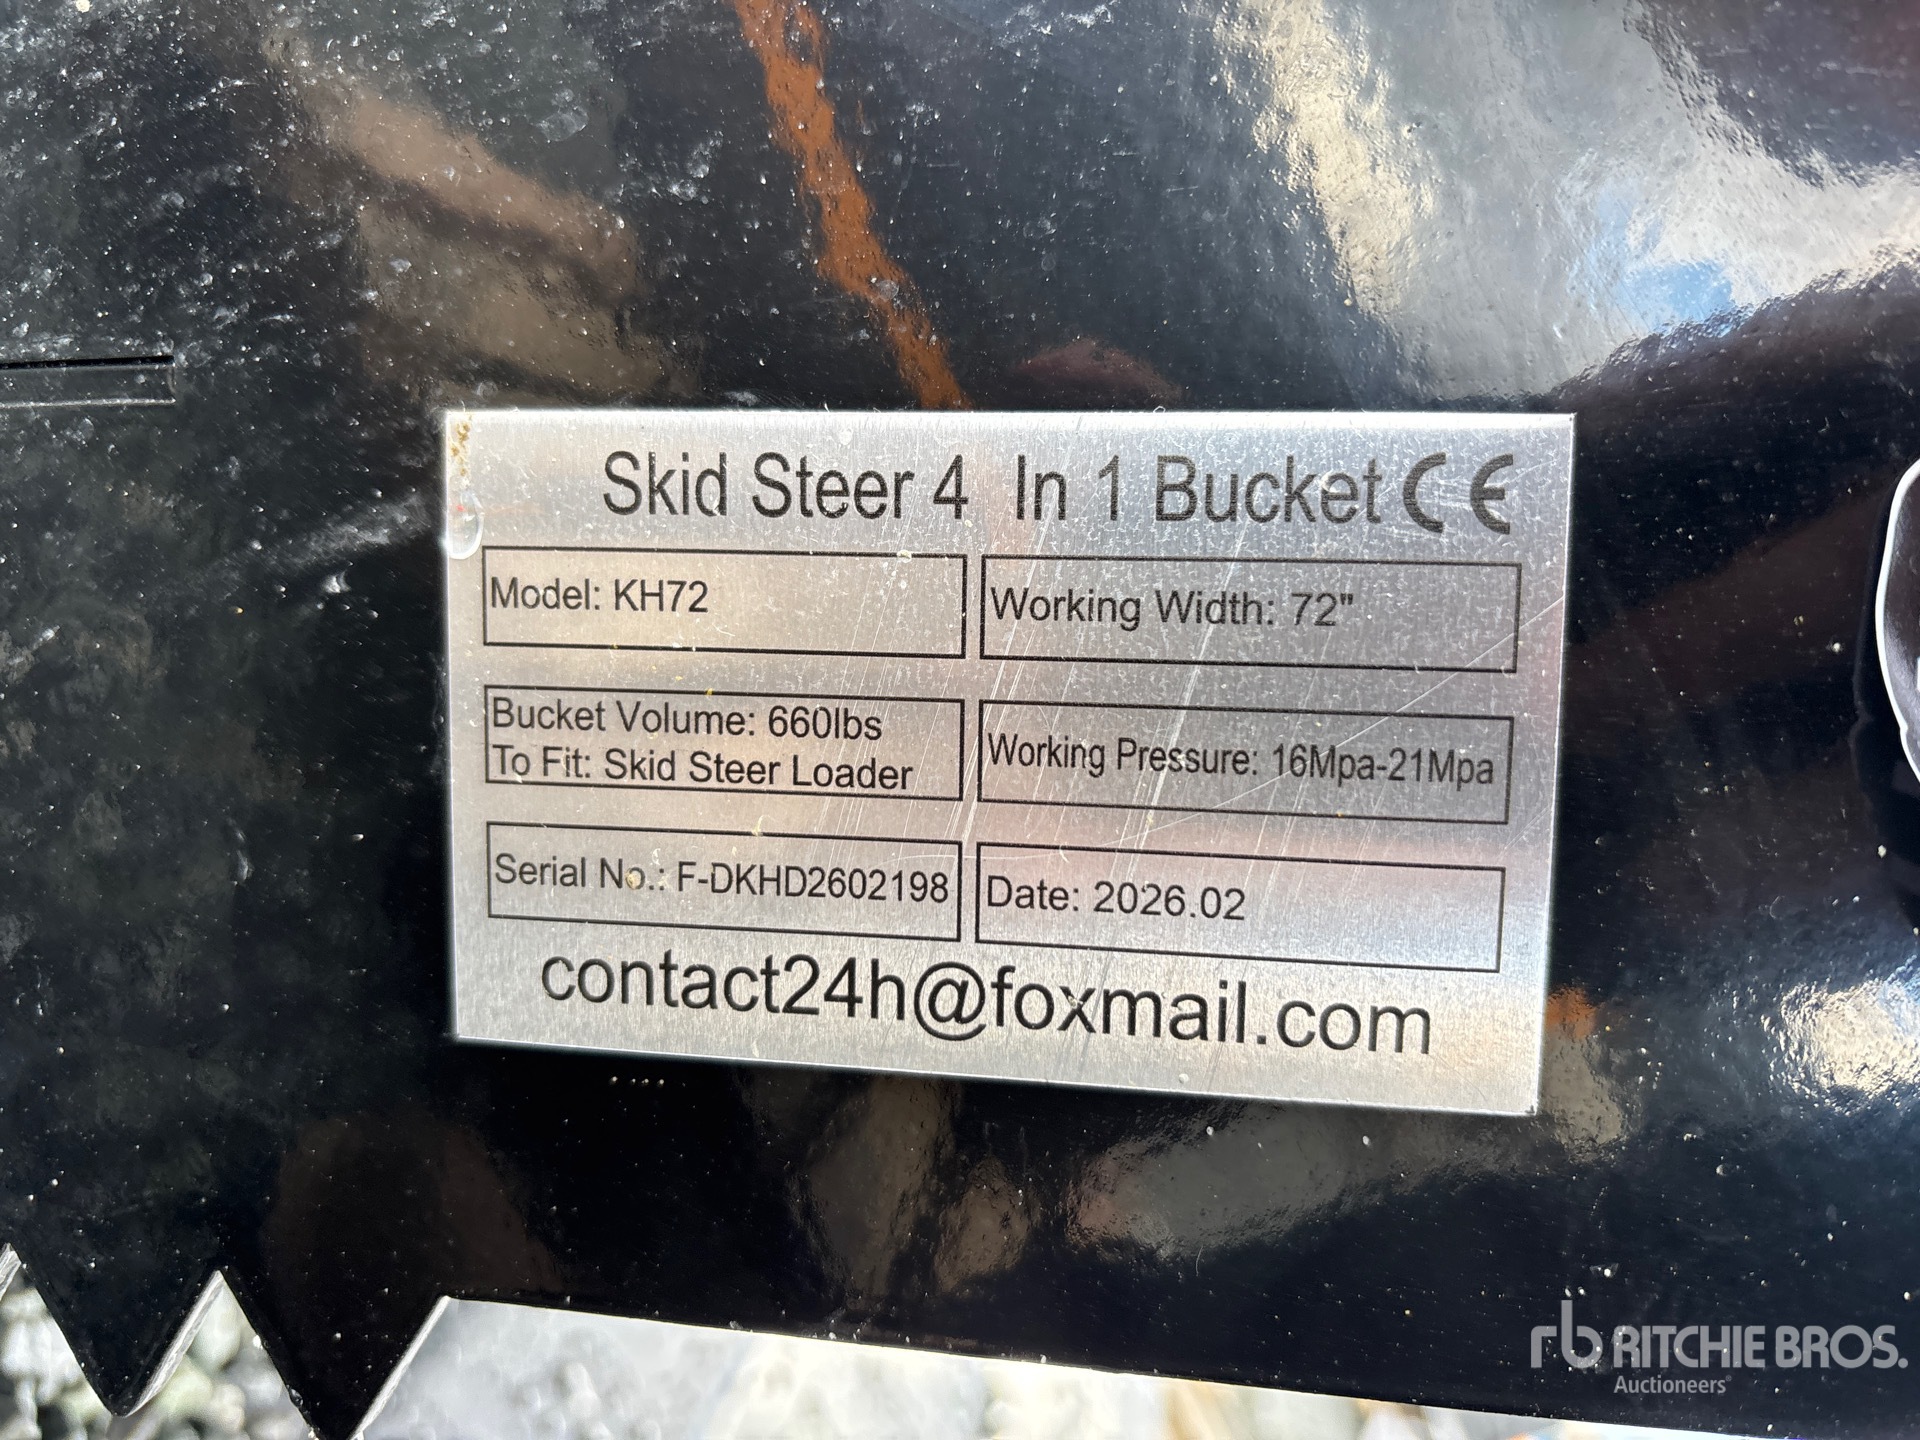 Skid Steer 4 In 1 Bucket CE
Model: KH72
Working Width: 72"
Bucket Volume: 660lbs
To Fit: Skid Steer Loader
Working Pressure: 16Mpa-21Mpa
Serial No.: F-DKHD2602198
Date: 2026.02
contact24h@foxmail.com
rb RITCHIE BROS.
Auctioneers